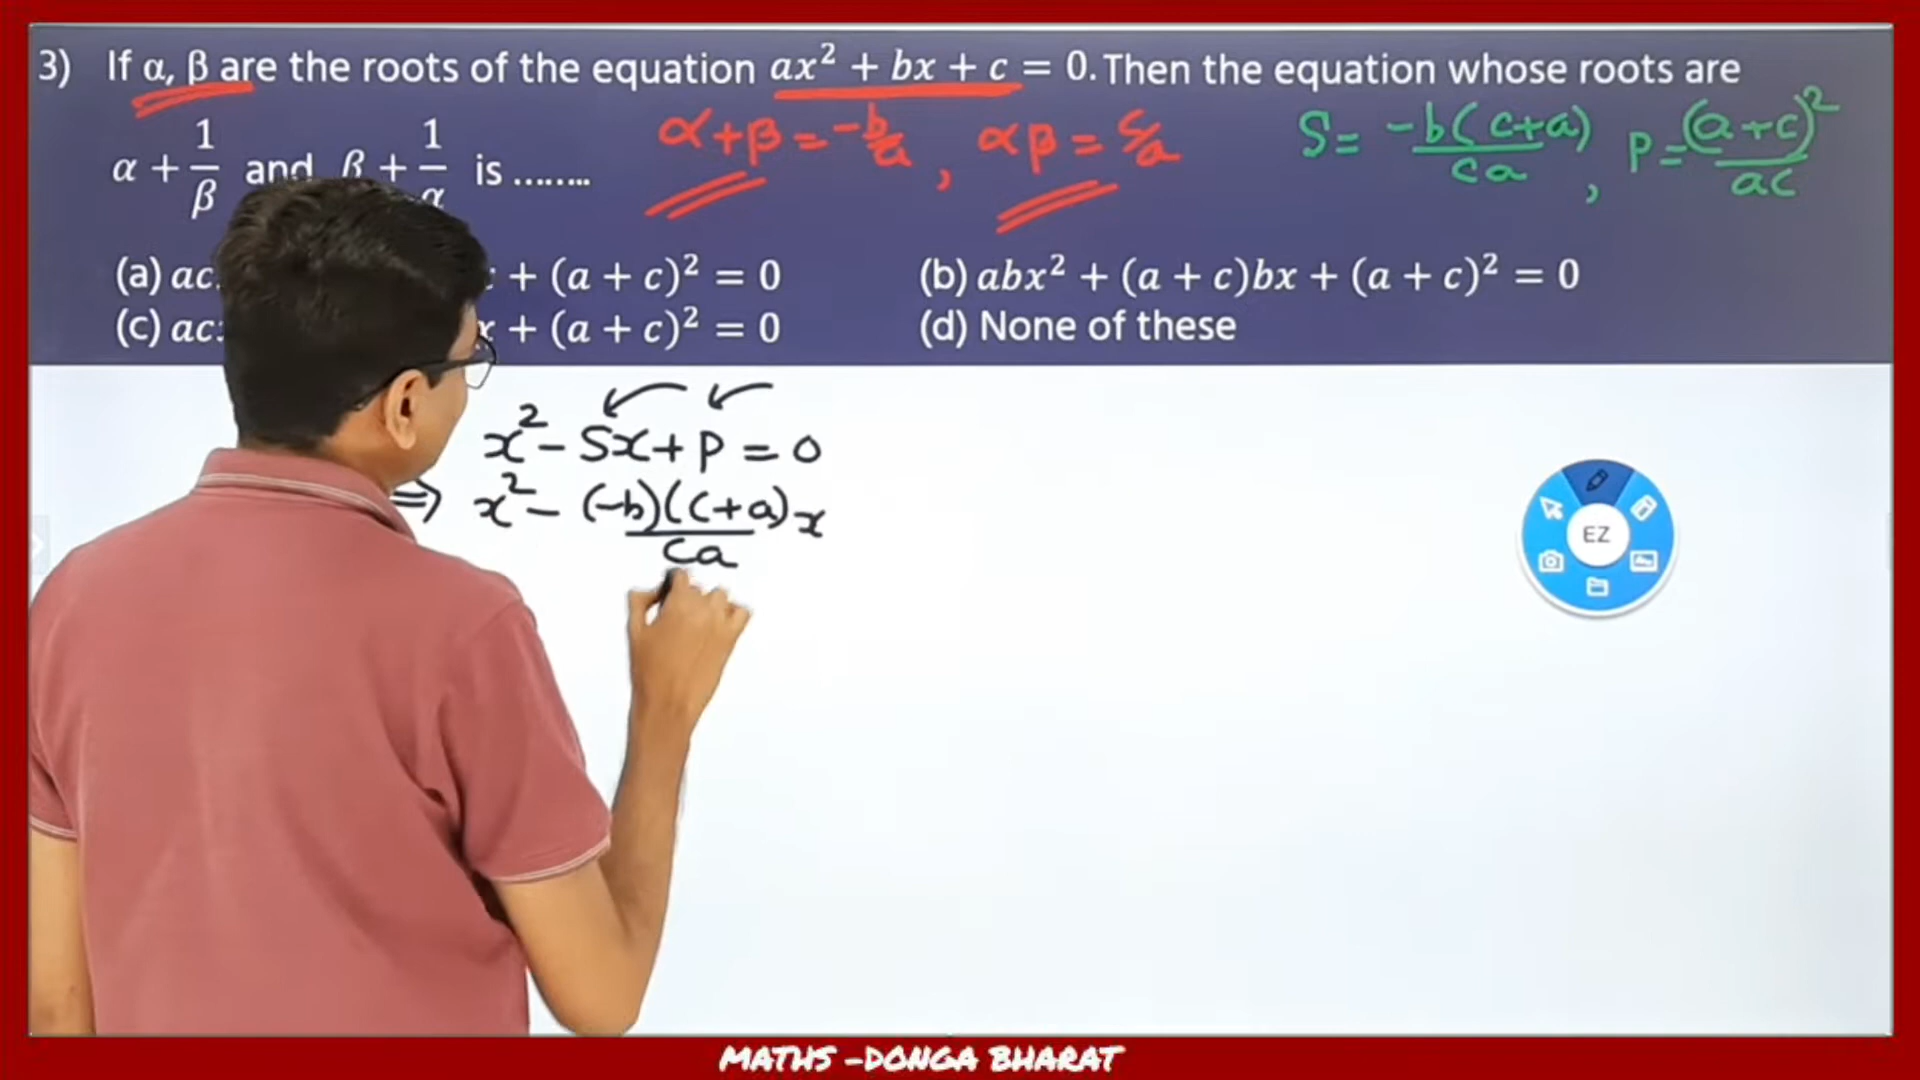 3) If α, β are the roots of the equation ax² + bx + c = 0. Then the equation whose roots are
α + 1/β and β + 1/α is ........
α+β = -b/a , αβ = c/a
S = -b(c+a)/ca , P = (a+c)²/ac
(a) ac + (a + c)² = 0
(b) abx² + (a + c)bx + (a + c)² = 0
(c) ac x + (a + c)² = 0
(d) None of these
x² - Sx + P = 0
⇒ x² - (-b)(c+a)/ca x
EZ
MATHS -DONGA BHARAT